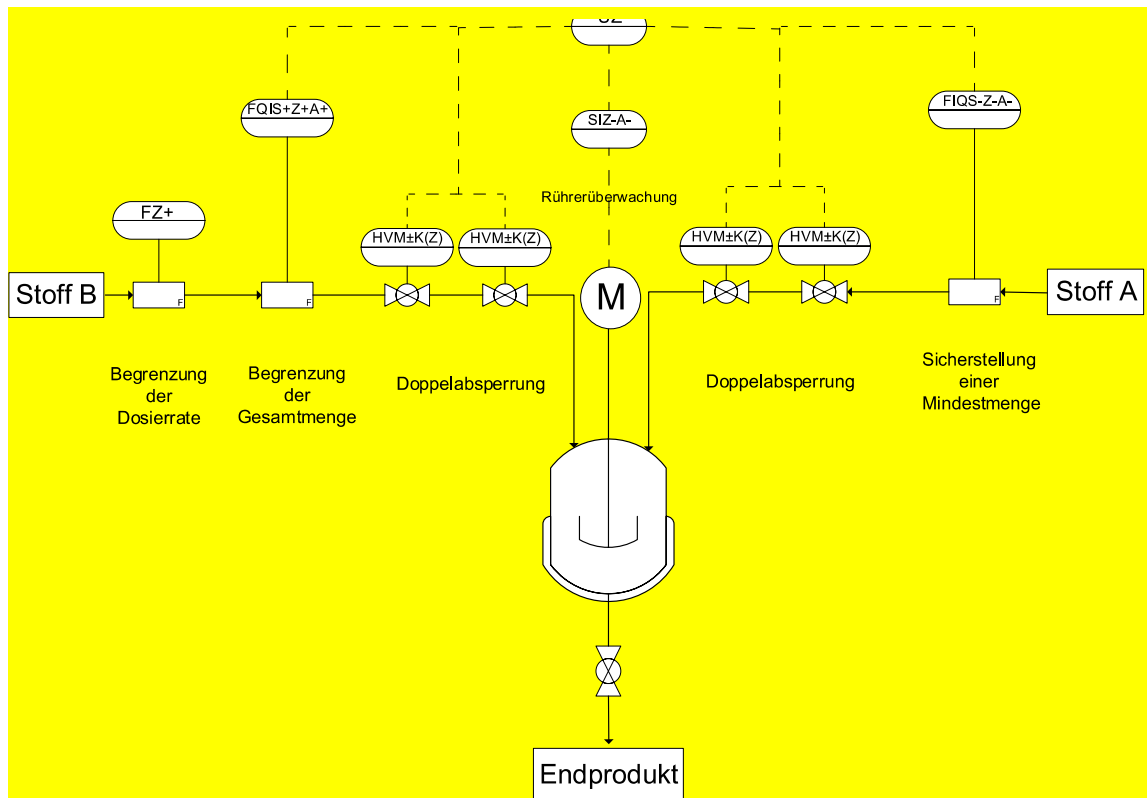 FQIS+Z+A+
SIZ-A-
FIQS-Z-A-
Rührerüberwachung
FZ+
HVM±K(Z)
HVM±K(Z)
HVM±K(Z)
HVM±K(Z)
Stoff B
F
F
M
F
Stoff A
Begrenzung
der
Dosierrate
Begrenzung
der
Gesamtmenge
Doppelabsperrung
Doppelabsperrung
Sicherstellung
einer
Mindestmenge
Endprodukt